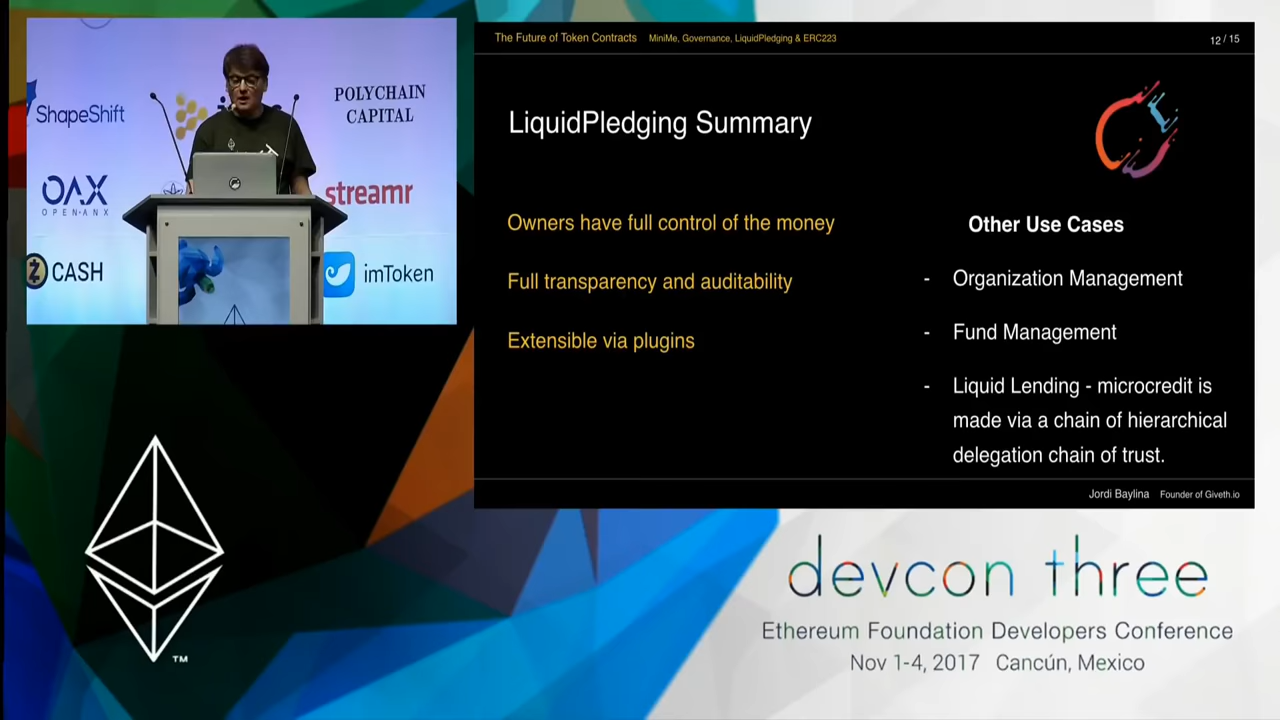 ShapeShift
POLYCHAIN
CAPITAL
OAX
OPEN·ANX
streamr
CASH
imToken
The Future of Token Contracts MiniMe, Governance, LiquidPledging & ERC223
12 / 15
LiquidPledging Summary
Owners have full control of the money
Full transparency and auditability
Extensible via plugins
Other Use Cases
- Organization Management
- Fund Management
- Liquid Lending - microcredit is
made via a chain of hierarchical
delegation chain of trust.
Jordi Baylina Founder of Giveth.io
TM
devcon three
Ethereum Foundation Developers Conference
Nov 1-4, 2017 Cancún, Mexico